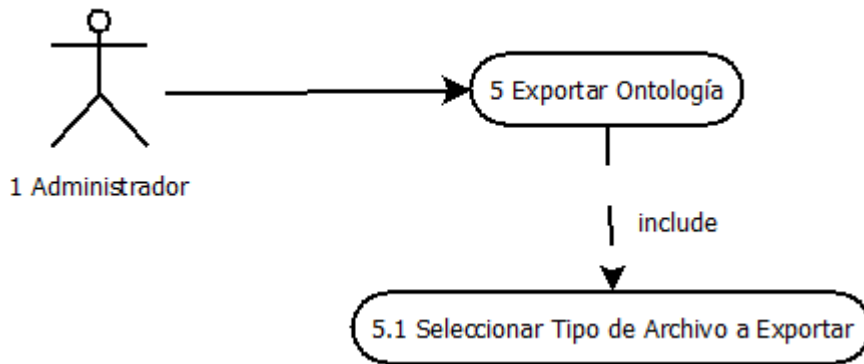 5 Exportar Ontología
1 Administrador
include
5.1 Seleccionar Tipo de Archivo a Exportar